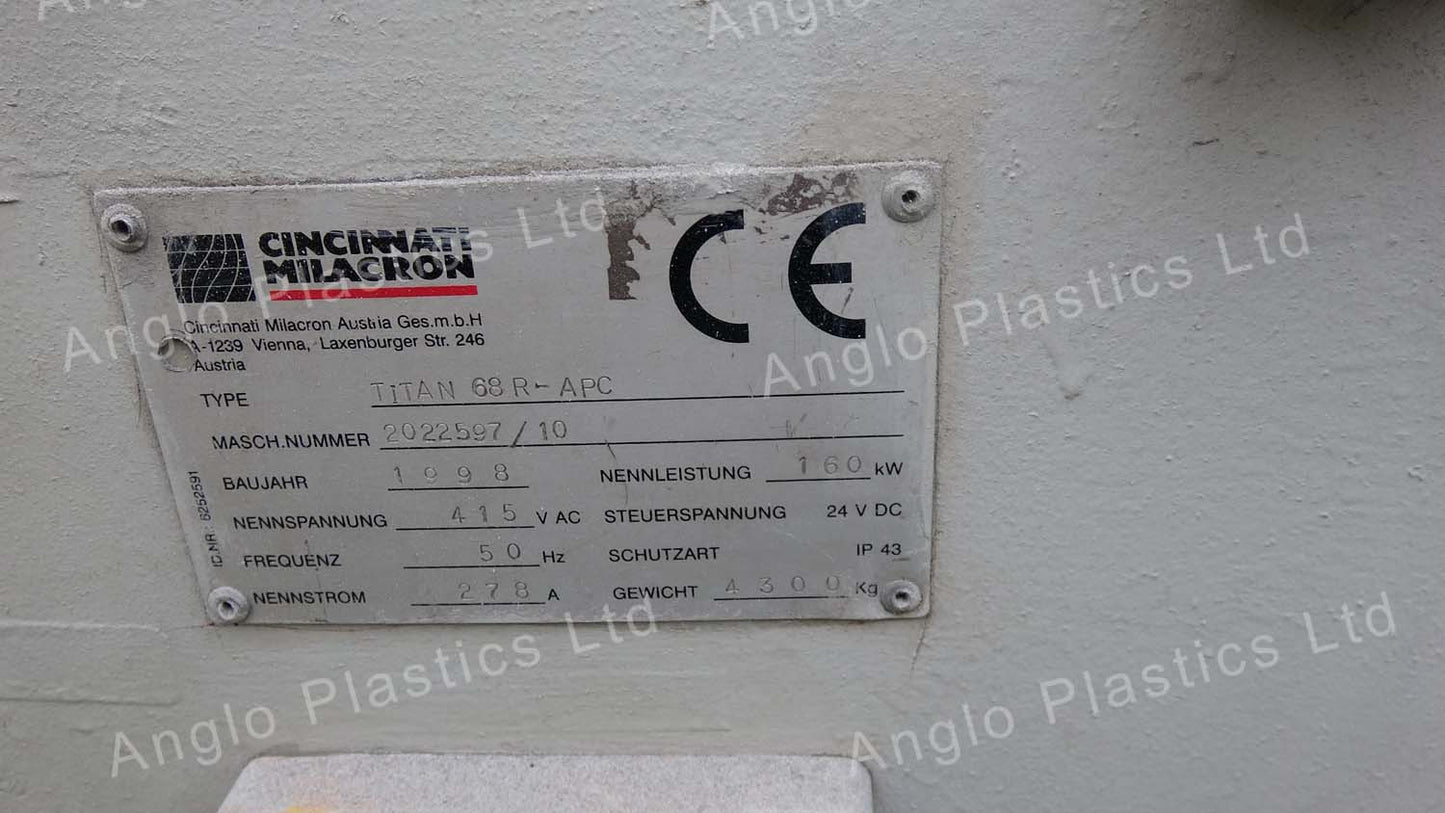 Anglo Plastics Ltd
Anglo
CINCINNATI
MILACRON
CE
Cincinnati Milacron Austria Ges.m.b.H
A-1239 Vienna, Laxenburger Str. 246
Austria
TYPE TiTAN 68 R-APC
MASCH.NUMMER 2022597/10
BAUJAHR 1998 NENNLEISTUNG 160 kW
NENNSPANNUNG 415 V AC STEUERSPANNUNG 24 V DC
FREQUENZ 50 Hz SCHUTZART IP 43
NENNSTROM 278 A GEWICHT 4300 Kg
ID.NR: 6252591
Anglo Plastics Ltd
Anglo Plastics Ltd
Anglo Plastics Ltd
Anglo Plastics Ltd